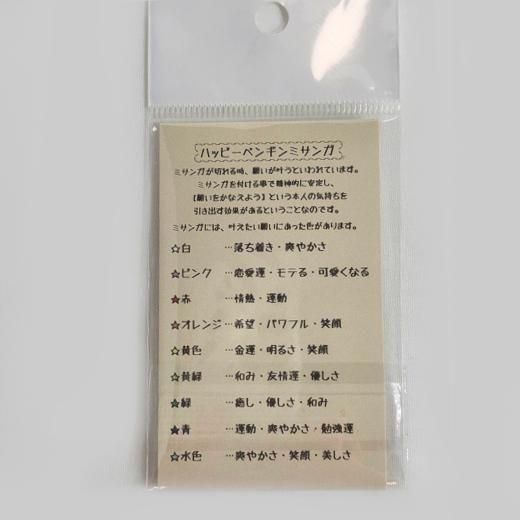 ハッピーペンギンミサンガ
ミサンガが切れる時、願いが叶うといわれています。
ミサンガを付ける事で精神的に安定し、
【願いをかなえよう】という本人の気持ちを
引き出す効果があるということなのです。
ミサンガには、叶えたい願いにあった色があります。
☆白 …落ち着き・爽やかさ
☆ピンク …恋愛運・モテる・可愛くなる
★赤 …情熱・運動
☆オレンジ …希望・パワフル・笑顔
☆黄色 …金運・明るさ・笑顔
☆黄緑 …和み・友情運・優しさ
★緑 …癒し・優しさ・和み
★青 …運動・爽やかさ・勉強運
★水色 …爽やかさ・笑顔・美しさ